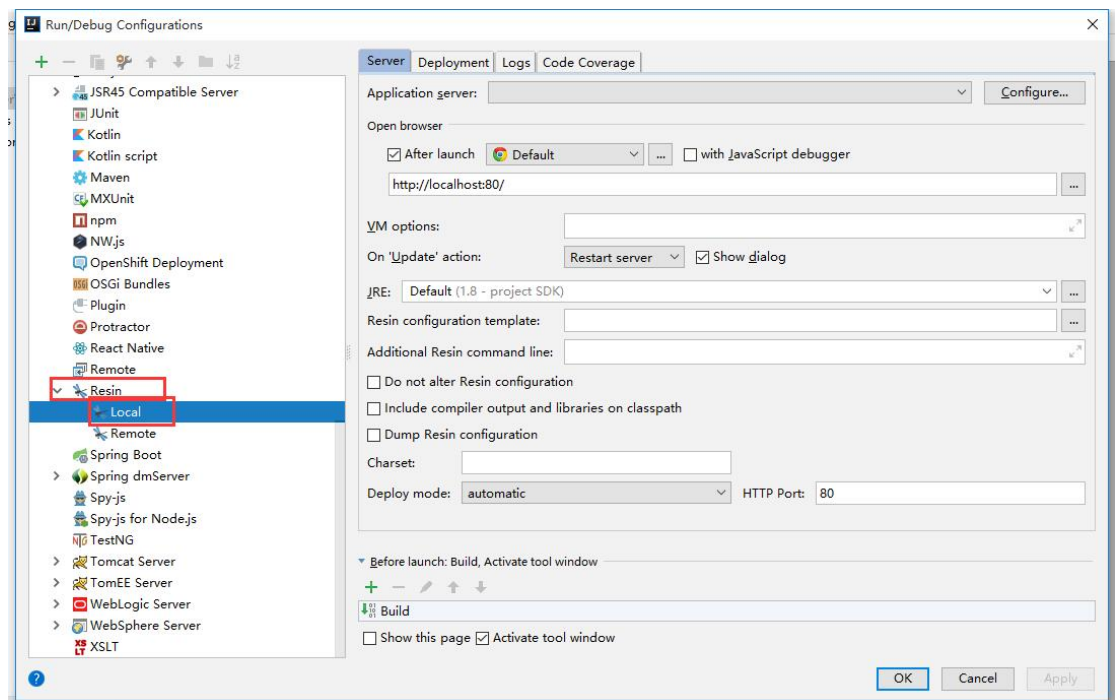 Run/Debug Configurations
JSR45 Compatible Server
JUnit
Kotlin
Kotlin script
Maven
MXUnit
npm
NW.js
OpenShift Deployment
OSGi Bundles
Plugin
Protractor
React Native
Remote
Resin
Local
Remote
Spring Boot
Spring dmServer
Spy-js
Spy-js for Node.js
TestNG
Tomcat Server
TomEE Server
WebLogic Server
WebSphere Server
XSLT
Server Deployment Logs Code Coverage
Application server: Configure...
Open browser
After launch Default ... with JavaScript debugger
http://localhost:80/ ...
VM options:
On 'Update' action: Restart server Show dialog
JRE: Default (1.8 - project SDK) ...
Resin configuration template: ...
Additional Resin command line:
Do not alter Resin configuration
Include compiler output and libraries on classpath
Dump Resin configuration
Charset:
Deploy mode: automatic HTTP Port: 80
Before launch: Build, Activate tool window
Build
Show this page Activate tool window
? OK Cancel Apply